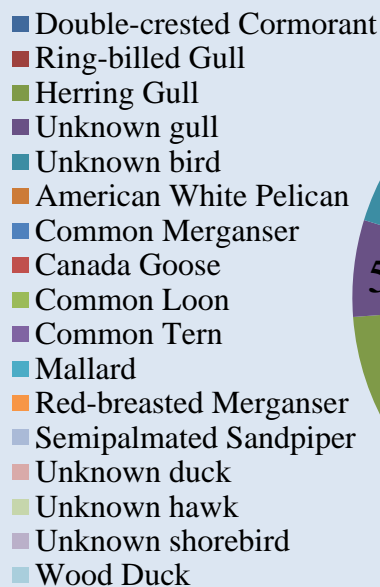 Double-crested Cormorant
Ring-billed Gull
Herring Gull
Unknown gull
Unknown bird
American White Pelican
Common Merganser
Canada Goose
5
Common Loon
Common Tern
Mallard
Red-breasted Merganser
Semipalmated Sandpiper
Unknown duck
Unknown hawk
Unknown shorebird
Wood Duck